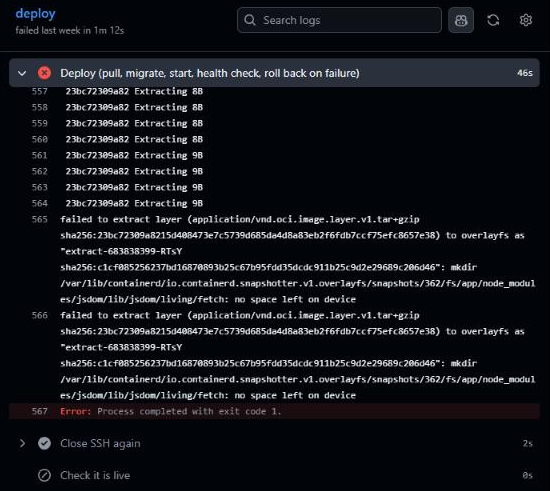 deploy
failed last week in 1m 12s
Search logs
Deploy (pull, migrate, start, health check, roll back on failure)
46s
557 23bc72309a82 Extracting 8B
558 23bc72309a82 Extracting 8B
559 23bc72309a82 Extracting 8B
560 23bc72309a82 Extracting 8B
561 23bc72309a82 Extracting 9B
562 23bc72309a82 Extracting 9B
563 23bc72309a82 Extracting 9B
564 23bc72309a82 Extracting 9B
565 failed to extract layer (application/vnd.oci.image.layer.v1.tar+gzip
sha256:23bc72309a8215d408473e7c5739d685da4d8a83eb2f6fdb7ccf75efc8657e38) to overlayfs as
"extract-683838399-RTsY
sha256:c1cf085256237bd16870893b25c67b95fdd35dcdc911b25c9d2e29689c206d46": mkdir
/var/lib/containerd/io.containerd.snapshotter.v1.overlayfs/snapshots/362/fs/app/node_modul
es/jsdom/lib/jsdom/living/fetch: no space left on device
566 failed to extract layer (application/vnd.oci.image.layer.v1.tar+gzip
sha256:23bc72309a8215d408473e7c5739d685da4d8a83eb2f6fdb7ccf75efc8657e38) to overlayfs as
"extract-683838399-RTsY
sha256:c1cf085256237bd16870893b25c67b95fdd35dcdc911b25c9d2e29689c206d46": mkdir
/var/lib/containerd/io.containerd.snapshotter.v1.overlayfs/snapshots/362/fs/app/node_modul
es/jsdom/lib/jsdom/living/fetch: no space left on device
567 Error: Process completed with exit code 1.
Close SSH again
2s
Check it is live
0s